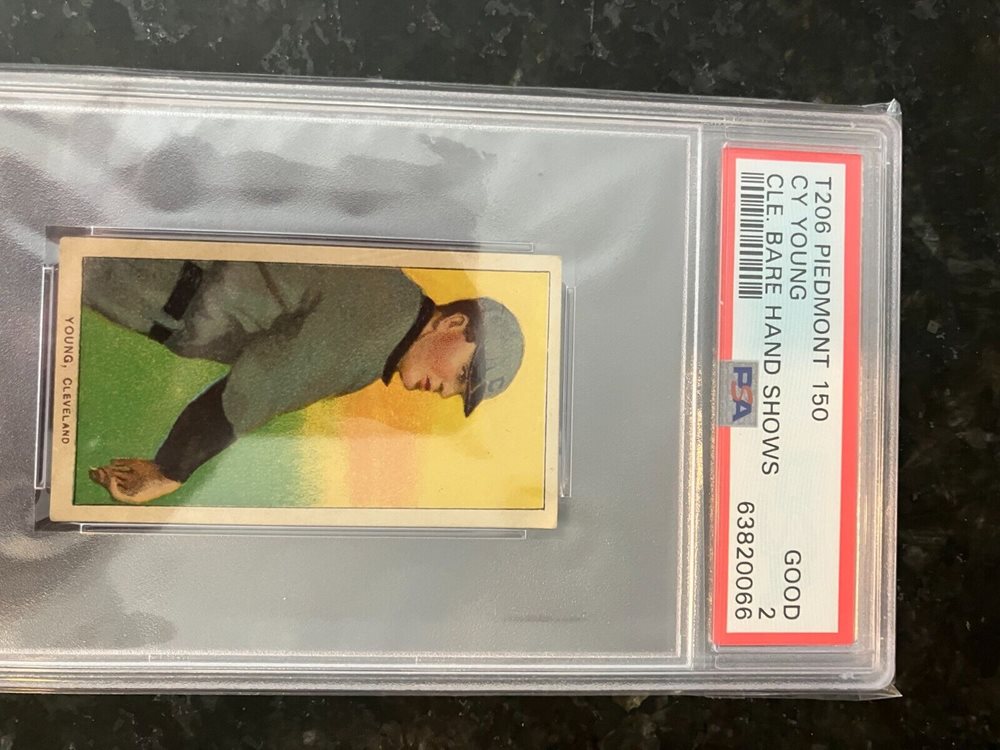 T206 PIEDMONT 150
CY YOUNG GOOD
CLE. BARE HAND SHOWS 2
PSA 63820066
YOUNG, CLEVELAND